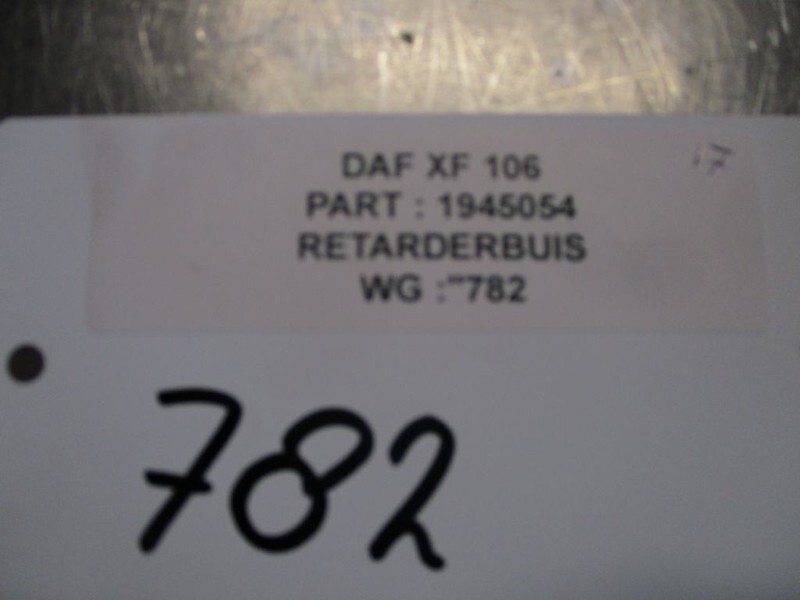 DAF XF 106
17
PART : 1945054
RETARDERBUIS
WG :"782
782